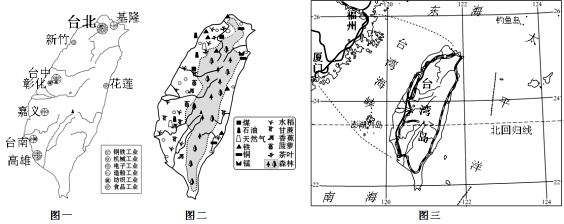 台北
基隆
新竹
台中
彰化
花莲
嘉义
台南
高雄
钢铁工业
机械工业
电子工业
造船工业
纺织工业
食品工业
图一
煤
石油
天然气
铁
铜
锰
水稻
甘蔗
香蕉
菠萝
茶叶
森林
图二
120
122
124
26
东海
钓鱼岛
福州
厦门
台湾海峡
太平洋
台湾岛
澎湖列岛
北回归线
24
22
南海
118
120
122
124
图三